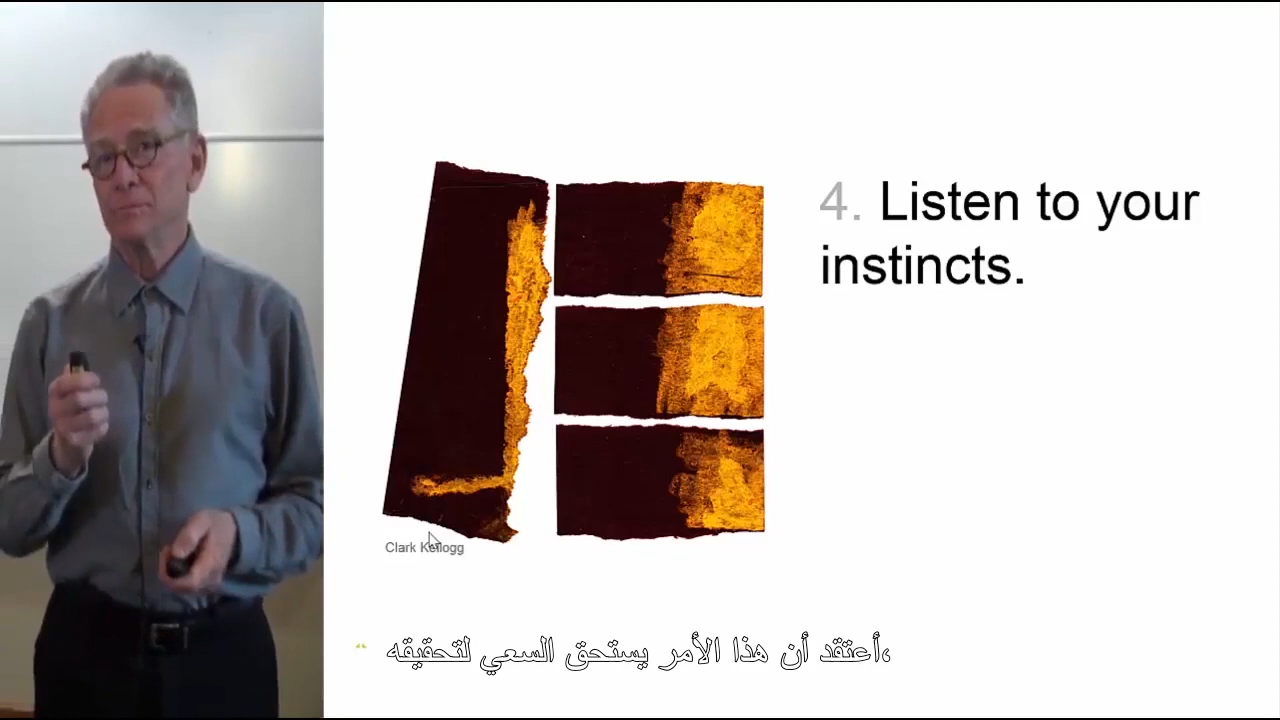 4. Listen to your
instincts.
Clark Kellogg
أعتقد أن هذا الأمر يستحق السعي لتحقيقه،